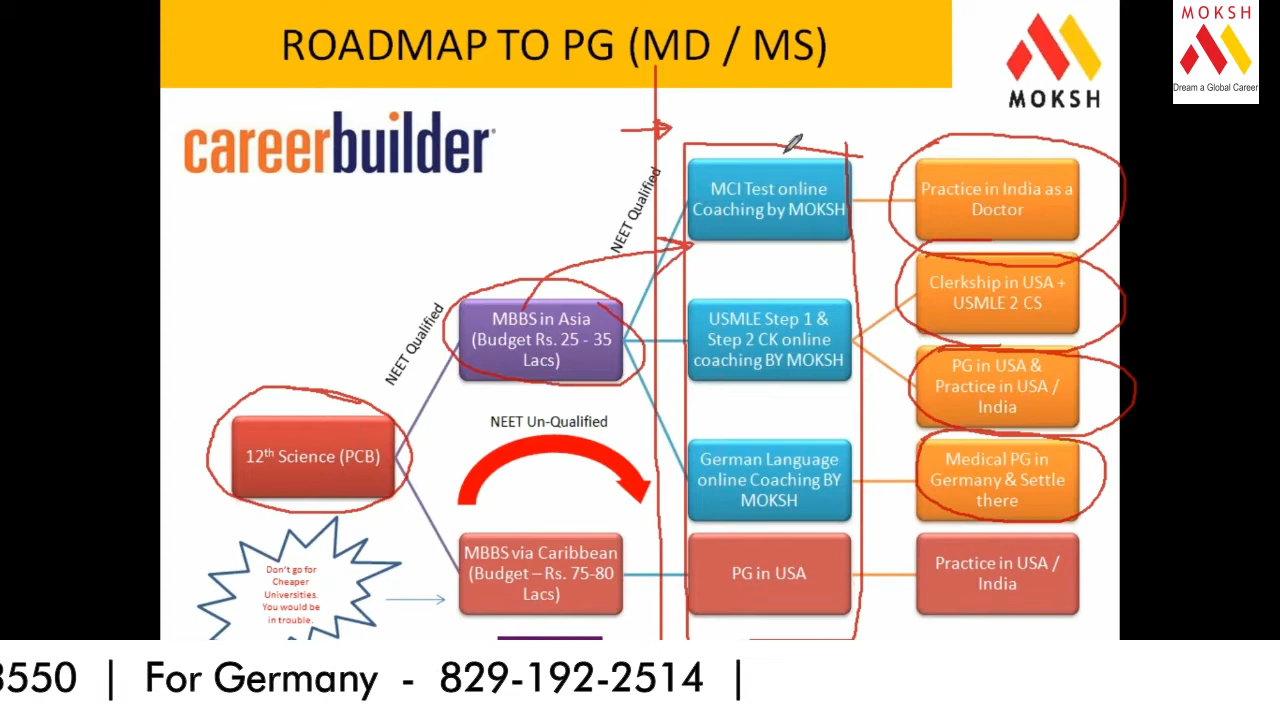 ROADMAP TO PG (MD / MS)
MOKSH
MOKSH
Dream a Global Career
careerbuilder
NEET Qualified
NEET Qualified
MCI Test online
Coaching by MOKSH
Practice in India as a
Doctor
Clerkship in USA +
USMLE 2 CS
MBBS in Asia
(Budget Rs. 25 - 35
Lacs)
USMLE Step 1 &
Step 2 CK online
coaching BY MOKSH
PG in USA &
Practice in USA /
India
NEET Un-Qualified
12th Science (PCB)
German Language
online Coaching BY
MOKSH
Medical PG in
Germany & Settle
there
Don't go for
Cheaper
Universities.
You would be
in trouble.
MBBS via Caribbean
(Budget – Rs. 75-80
Lacs)
PG in USA
Practice in USA /
India
3550 | For Germany - 829-192-2514 |